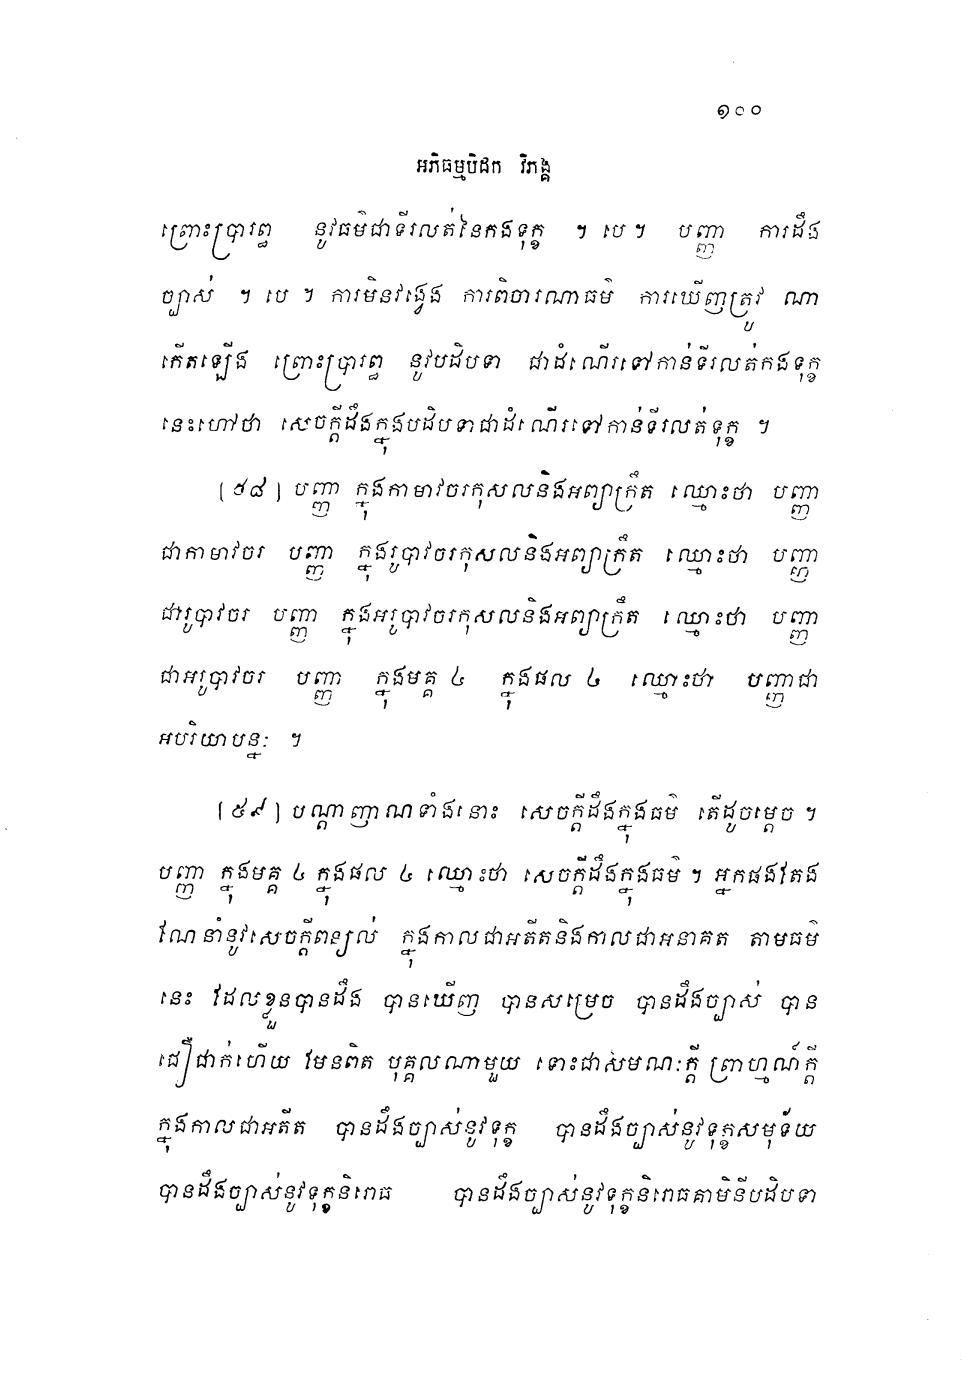 ១០០
អភិធម្មបិដក វិភង្គ
ព្រោះប្រារព្ធ នូវធម៌ជាទីរលត់នៃកងទុក្ខ ។ បេ ។ បញ្ញា ការដឹង
ច្បាស់ ។ បេ ។ ការមិនវង្វេង ការពិចារណាធម៌ ការឃើញត្រូវ ណា
កើតឡើង ព្រោះប្រារព្ធ នូវបដិបទា ជាដំណើរទៅកាន់ទីរលត់កងទុក្ខ
នេះហៅថា សេចក្តីដឹងក្នុងបដិបទាជាដំណើរទៅកាន់ទីរលត់ទុក្ខ ។
[៥៨] បញ្ញា ក្នុងកាមាវចរកុសលនិងអព្យាក្រឹត ឈ្មោះថា បញ្ញា
ជាកាមាវចរ បញ្ញា ក្នុងរូបាវចរកុសលនិងអព្យាក្រឹត ឈ្មោះថា បញ្ញា
ជារូបាវចរ បញ្ញា ក្នុងអរូបាវចរកុសលនិងអព្យាក្រឹត ឈ្មោះថា បញ្ញា
ជាអរូបាវចរ បញ្ញា ក្នុងមគ្គ ៤ ក្នុងផល ៤ ឈ្មោះថា បញ្ញាជា
អបរិយាបន្នៈ ។
[៥៩] បណ្តាញាណទាំងនោះ សេចក្តីដឹងក្នុងធម៌ តើដូចម្តេច ។
បញ្ញា ក្នុងមគ្គ ៤ ក្នុងផល ៤ ឈ្មោះថា សេចក្តីដឹងក្នុងធម៌ ។ អ្នកផងតែង
ណែនាំនូវសេចក្តីពន្យល់ ក្នុងកាលជាអតីតនិងកាលជាអនាគត តាមធម៌
នេះ ដែលខ្លួនបានដឹង បានឃើញ បានសម្រេច បានដឹងច្បាស់ បាន
ជឿជាក់ហើយ មែនពិត បុគ្គលណាមួយ ទោះជាសមណៈក្តី ព្រាហ្មណ៍ក្តី
ក្នុងកាលជាអតីត បានដឹងច្បាស់នូវទុក្ខ បានដឹងច្បាស់នូវទុក្ខសមុទ័យ
បានដឹងច្បាស់នូវទុក្ខនិរោធ បានដឹងច្បាស់នូវទុក្ខនិរោធគាមិនីបដិបទា